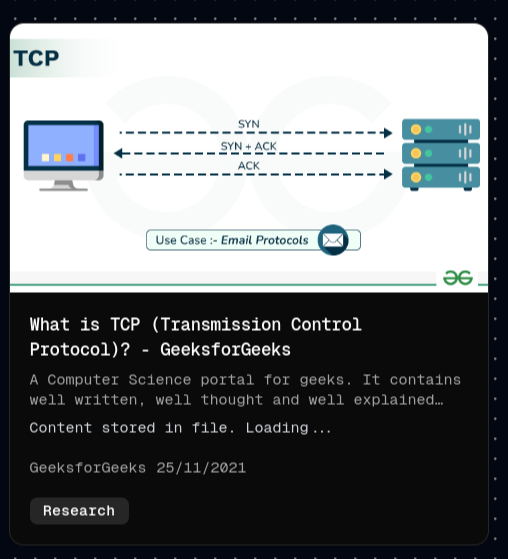 TCP
SYN
SYN + ACK
ACK
Use Case :- Email Protocols
What is TCP (Transmission Control
Protocol)? - GeeksforGeeks
A Computer Science portal for geeks. It contains
well written, well thought and well explained…
Content stored in file. Loading...
GeeksforGeeks 25/11/2021
Research